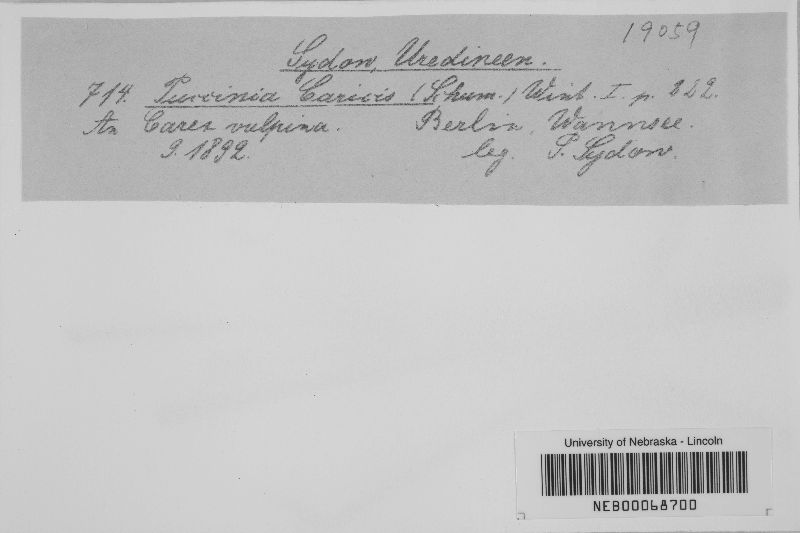 19059
Sydow, Uredineen.
714. Puccinia Caricis (Schum.) Wint. I. p. 222.
An Carex vulpina. Berlin, Wannsee.
9.1892. leg. P. Sydow.
University of Nebraska - Lincoln
NEB00068700